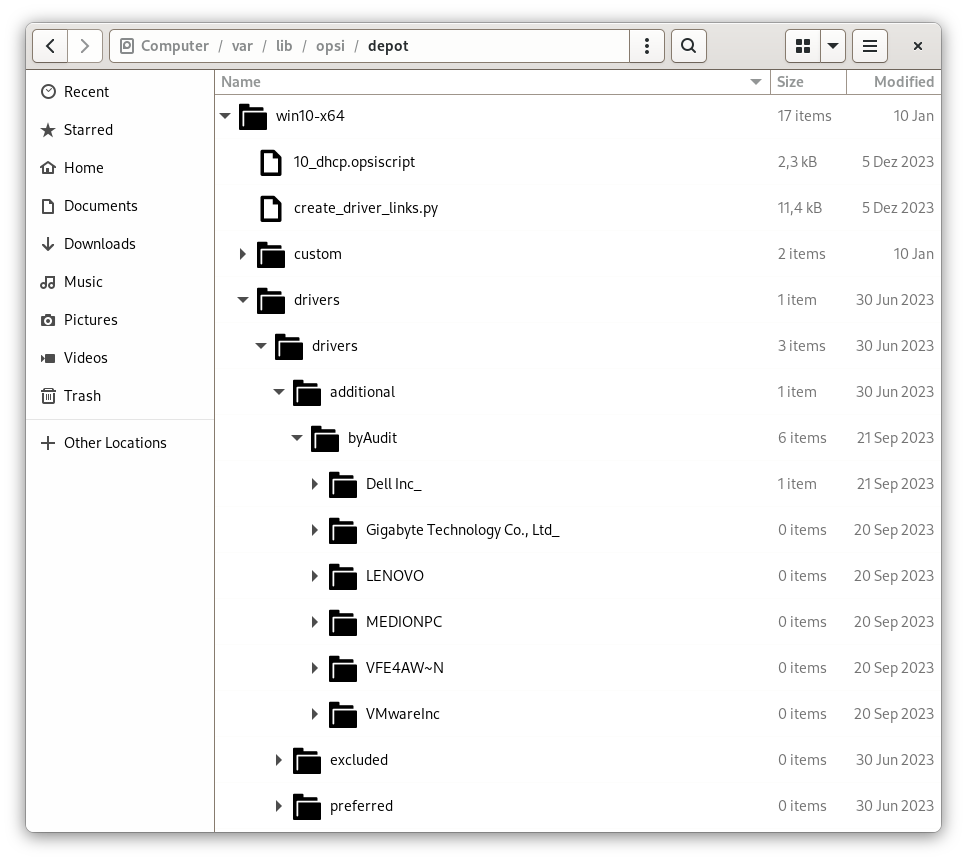 Computer / var / lib / opsi / depot
Name Size Modified
Recent
Starred
Home
Documents
Downloads
Music
Pictures
Videos
Trash
Other Locations
win10-x64 17 items 10 Jan
10_dhcp.opsiscript 2,3 kB 5 Dez 2023
create_driver_links.py 11,4 kB 5 Dez 2023
custom 2 items 10 Jan
drivers 1 item 30 Jun 2023
drivers 3 items 30 Jun 2023
additional 1 item 30 Jun 2023
byAudit 6 items 21 Sep 2023
Dell Inc_ 1 item 21 Sep 2023
Gigabyte Technology Co., Ltd_ 0 items 20 Sep 2023
LENOVO 0 items 20 Sep 2023
MEDIONPC 0 items 20 Sep 2023
VFE4AW~N 0 items 20 Sep 2023
VMwareInc 0 items 20 Sep 2023
excluded 0 items 30 Jun 2023
preferred 0 items 30 Jun 2023